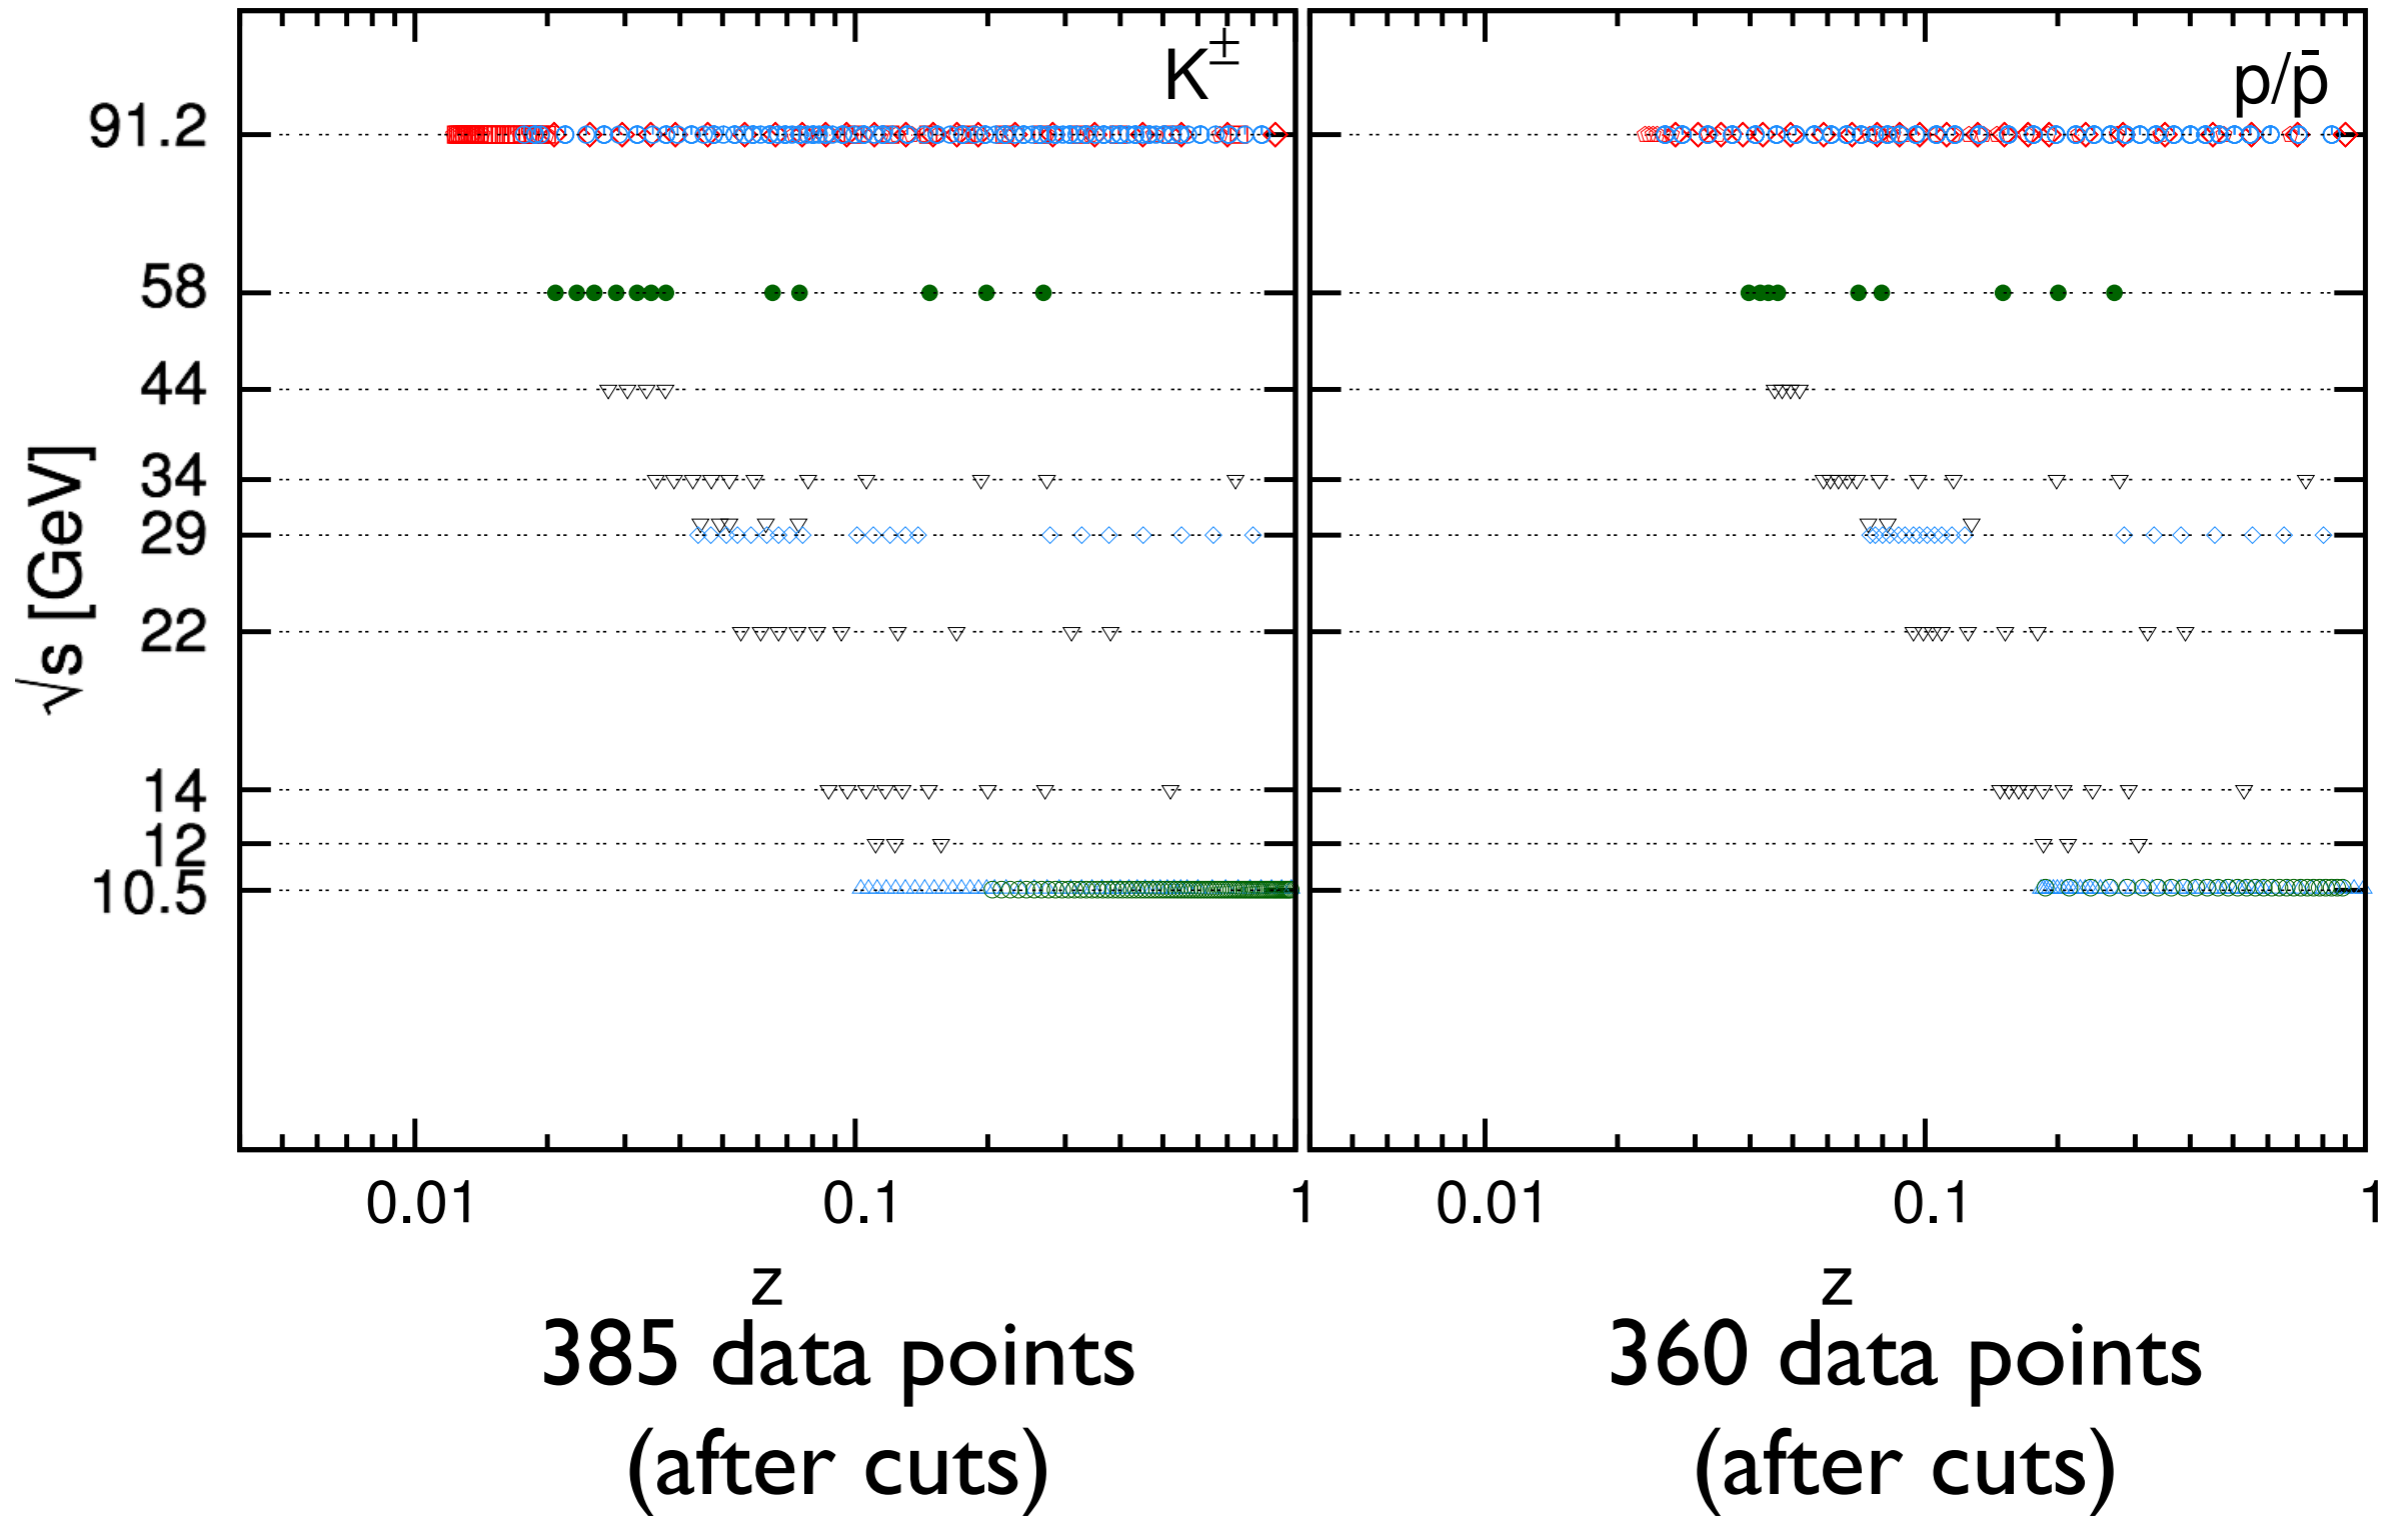 K±
p/p̄
91.2
58
44
34
29
22
14
12
10.5
√s [GeV]
0.01 0.1 1 0.01 0.1 1
z z
385 data points 360 data points
(after cuts) (after cuts)